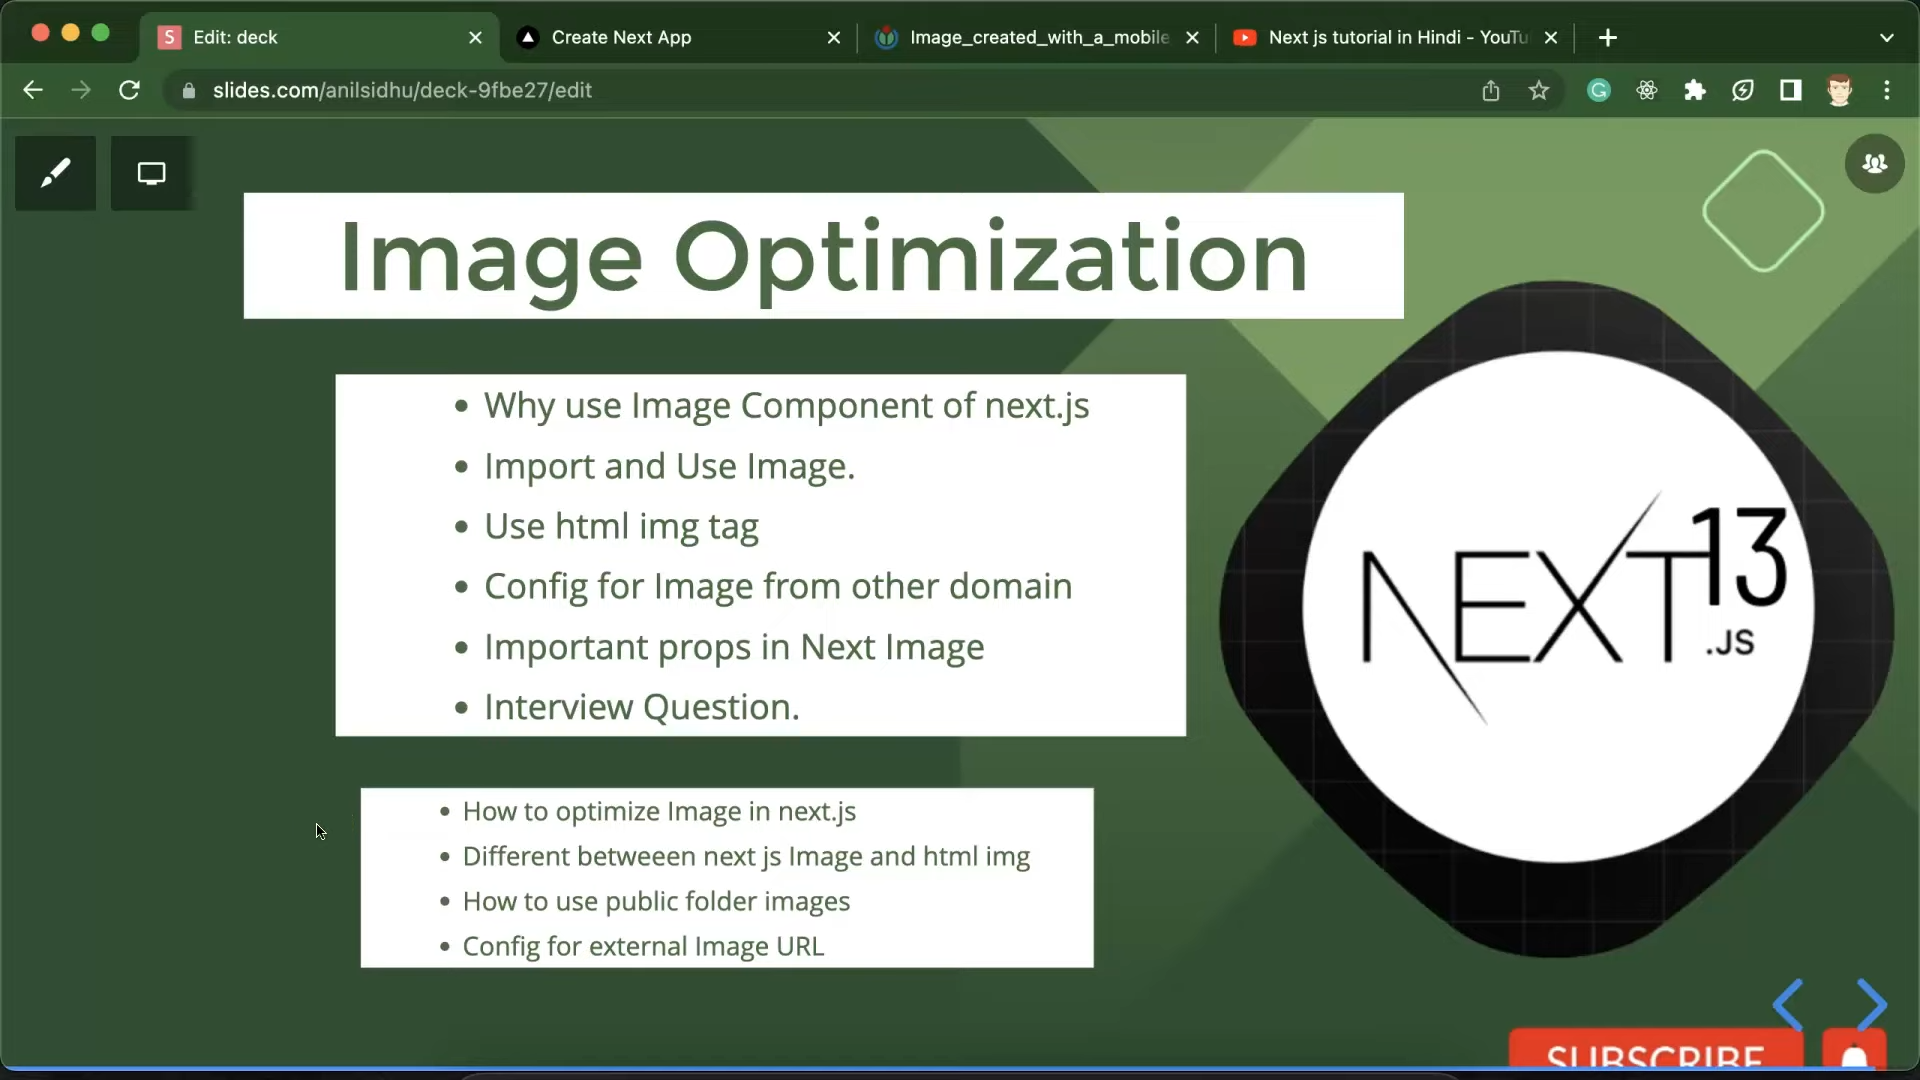 S Edit: deck
Create Next App
Image_created_with_a_mobile
Next js tutorial in Hindi - YouTu
slides.com/anilsidhu/deck-9fbe27/edit
G
Image Optimization
• Why use Image Component of next.js
• Import and Use Image.
• Use html img tag
• Config for Image from other domain
• Important props in Next Image
• Interview Question.
NEXT 13
.JS
• How to optimize Image in next.js
• Different betweeen next js Image and html img
• How to use public folder images
• Config for external Image URL
SUBSCRIBE